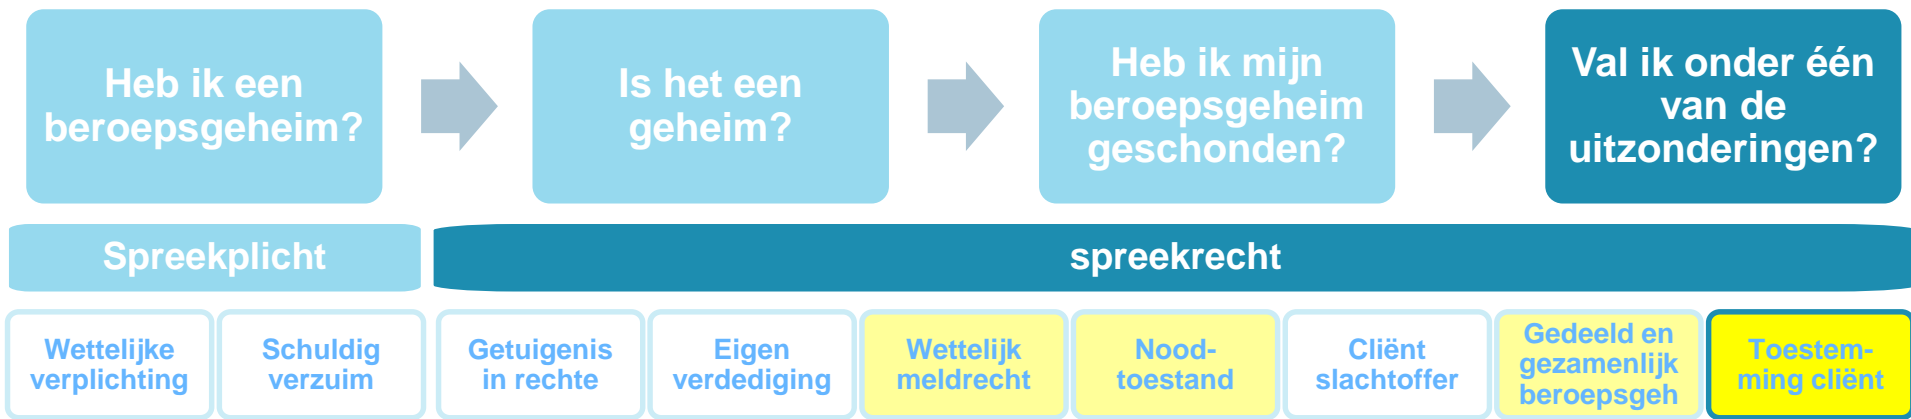 Heb ik een
beroepsgeheim?
Is het een
geheim?
Heb ik mijn
beroepsgeheim
geschonden?
Val ik onder één
van de
uitzonderingen?
Spreekplicht
spreekrecht
Wettelijke
verplichting
Schuldig
verzuim
Getuigenis
in rechte
Eigen
verdediging
Wettelijk
meldrecht
Nood-
toestand
Cliënt
slachtoffer
Gedeeld en
gezamenlijk
beroepsgeh
Toestem-
ming cliënt